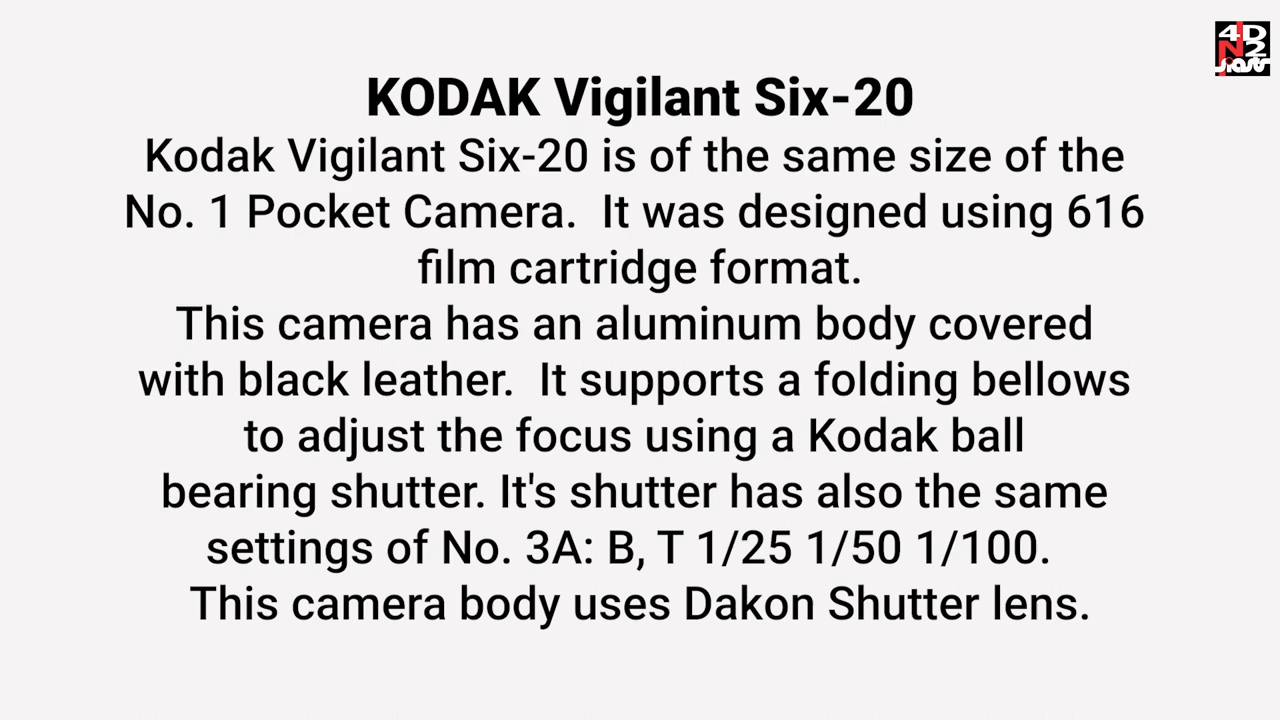 4D
N2
KODAK Vigilant Six-20
Kodak Vigilant Six-20 is of the same size of the
No. 1 Pocket Camera.  It was designed using 616
film cartridge format.
This camera has an aluminum body covered
with black leather.  It supports a folding bellows
to adjust the focus using a Kodak ball
bearing shutter. It's shutter has also the same
settings of No. 3A: B, T 1/25 1/50 1/100.
This camera body uses Dakon Shutter lens.